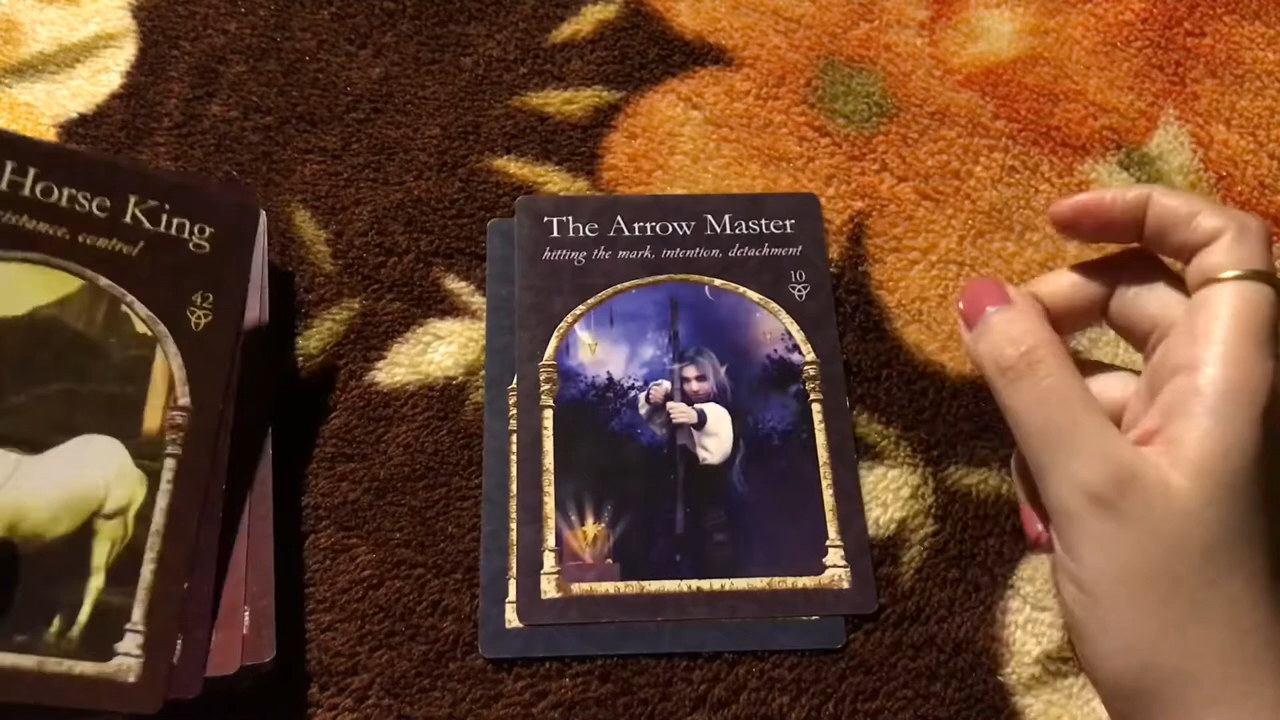 Horse King
control
42
The Arrow Master
hitting the mark, intention, detachment
10